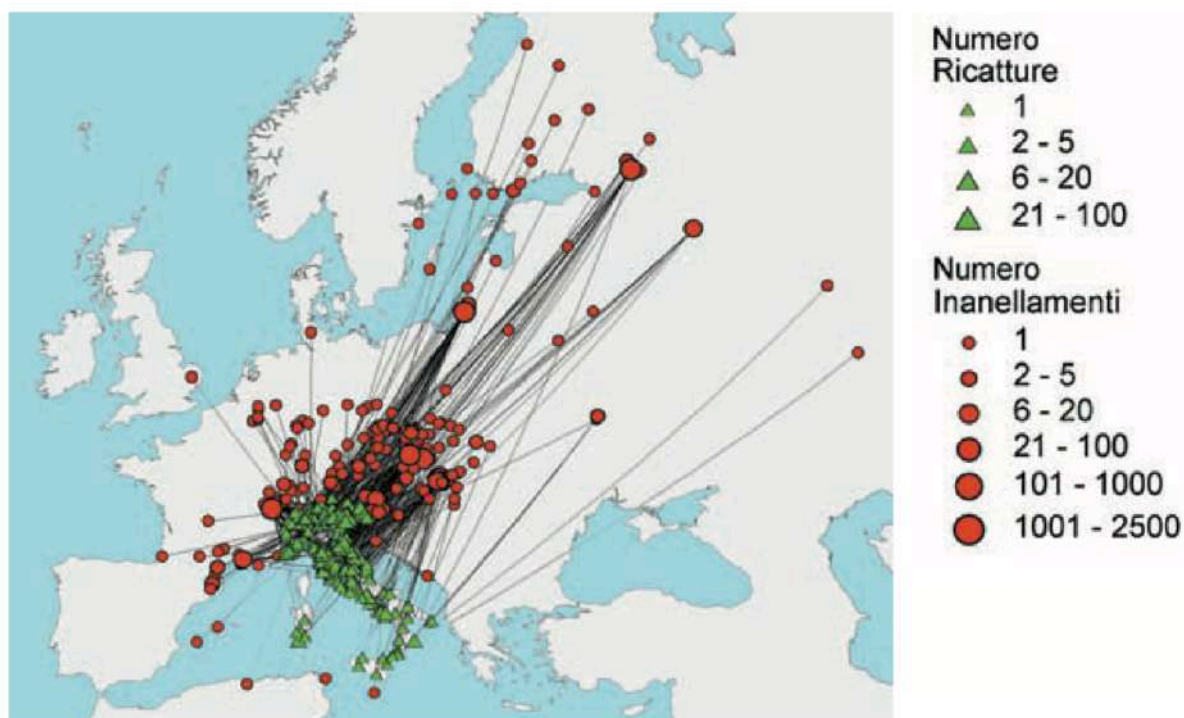 Numero
Ricatture
1
2 - 5
6 - 20
21 - 100
Numero
Inanellamenti
1
2 - 5
6 - 20
21 - 100
101 - 1000
1001 - 2500